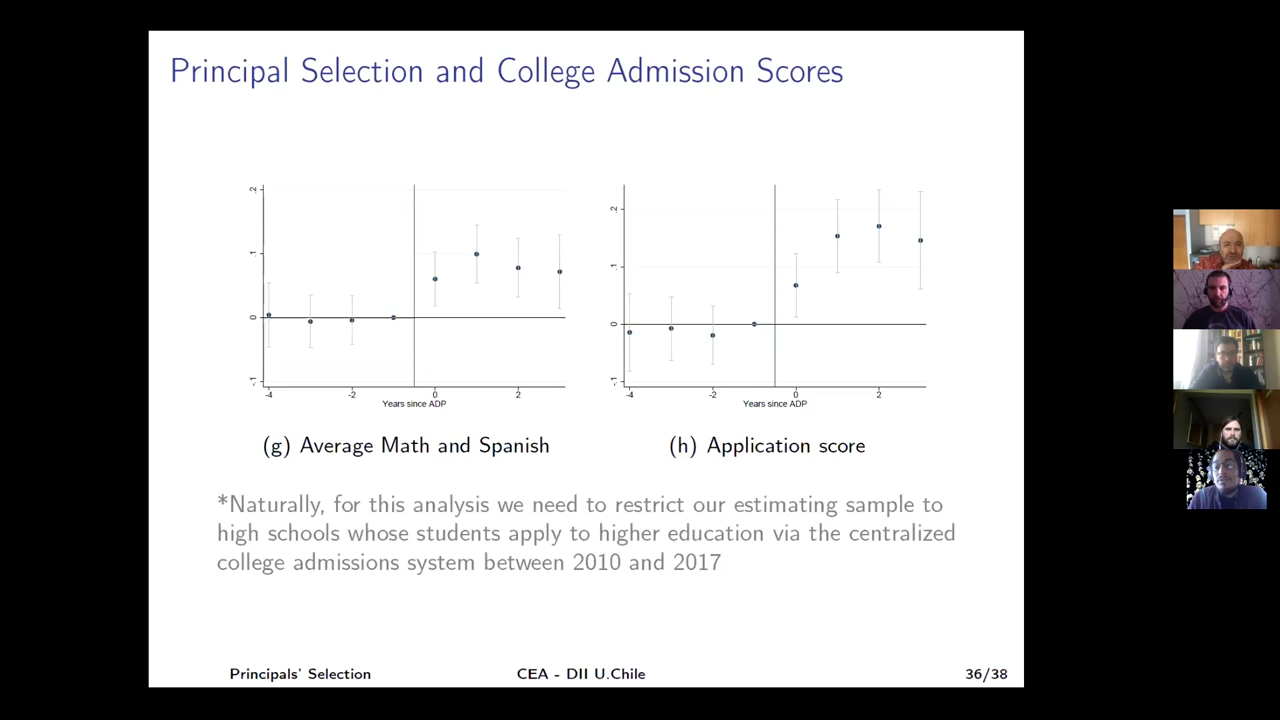 Principal Selection and College Admission Scores
.2
.1
0
-.1
-4
-2
0
2
Years since ADP
(g) Average Math and Spanish
.2
.1
0
-.1
-4
-2
0
2
Years since ADP
(h) Application score
*Naturally, for this analysis we need to restrict our estimating sample to
high schools whose students apply to higher education via the centralized
college admissions system between 2010 and 2017
Principals' Selection
CEA - DII U.Chile
36/38